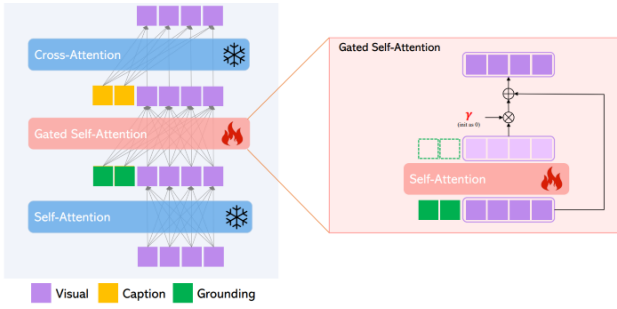 Cross-Attention
Gated Self-Attention
Self-Attention
Visual
Caption
Grounding
Gated Self-Attention
γ
(init as 0)
Self-Attention